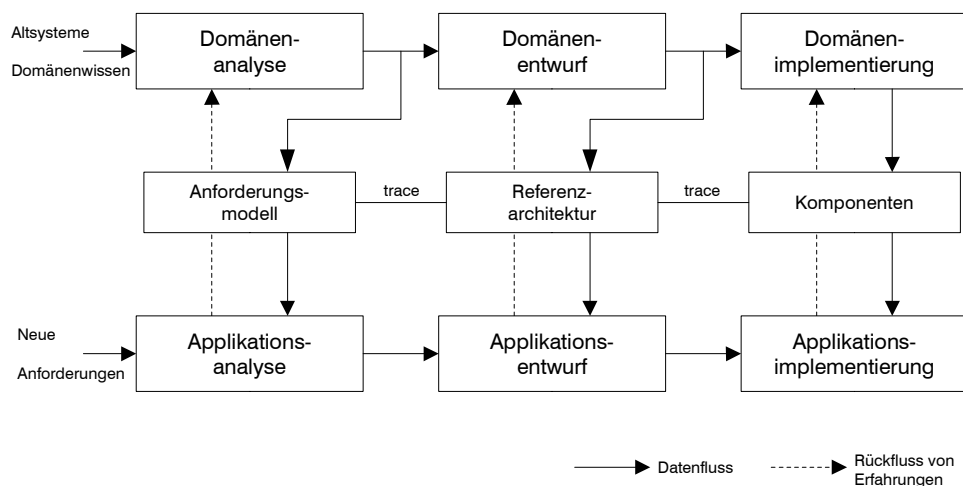 Altsysteme
Domänenwissen
Domänen-
analyse
Domänen-
entwurf
Domänen-
implementierung
Anforderungs-
modell
trace
Referenz-
architektur
trace
Komponenten
Neue
Anforderungen
Applikations-
analyse
Applikations-
entwurf
Applikations-
implementierung
Datenfluss
Rückfluss von
Erfahrungen